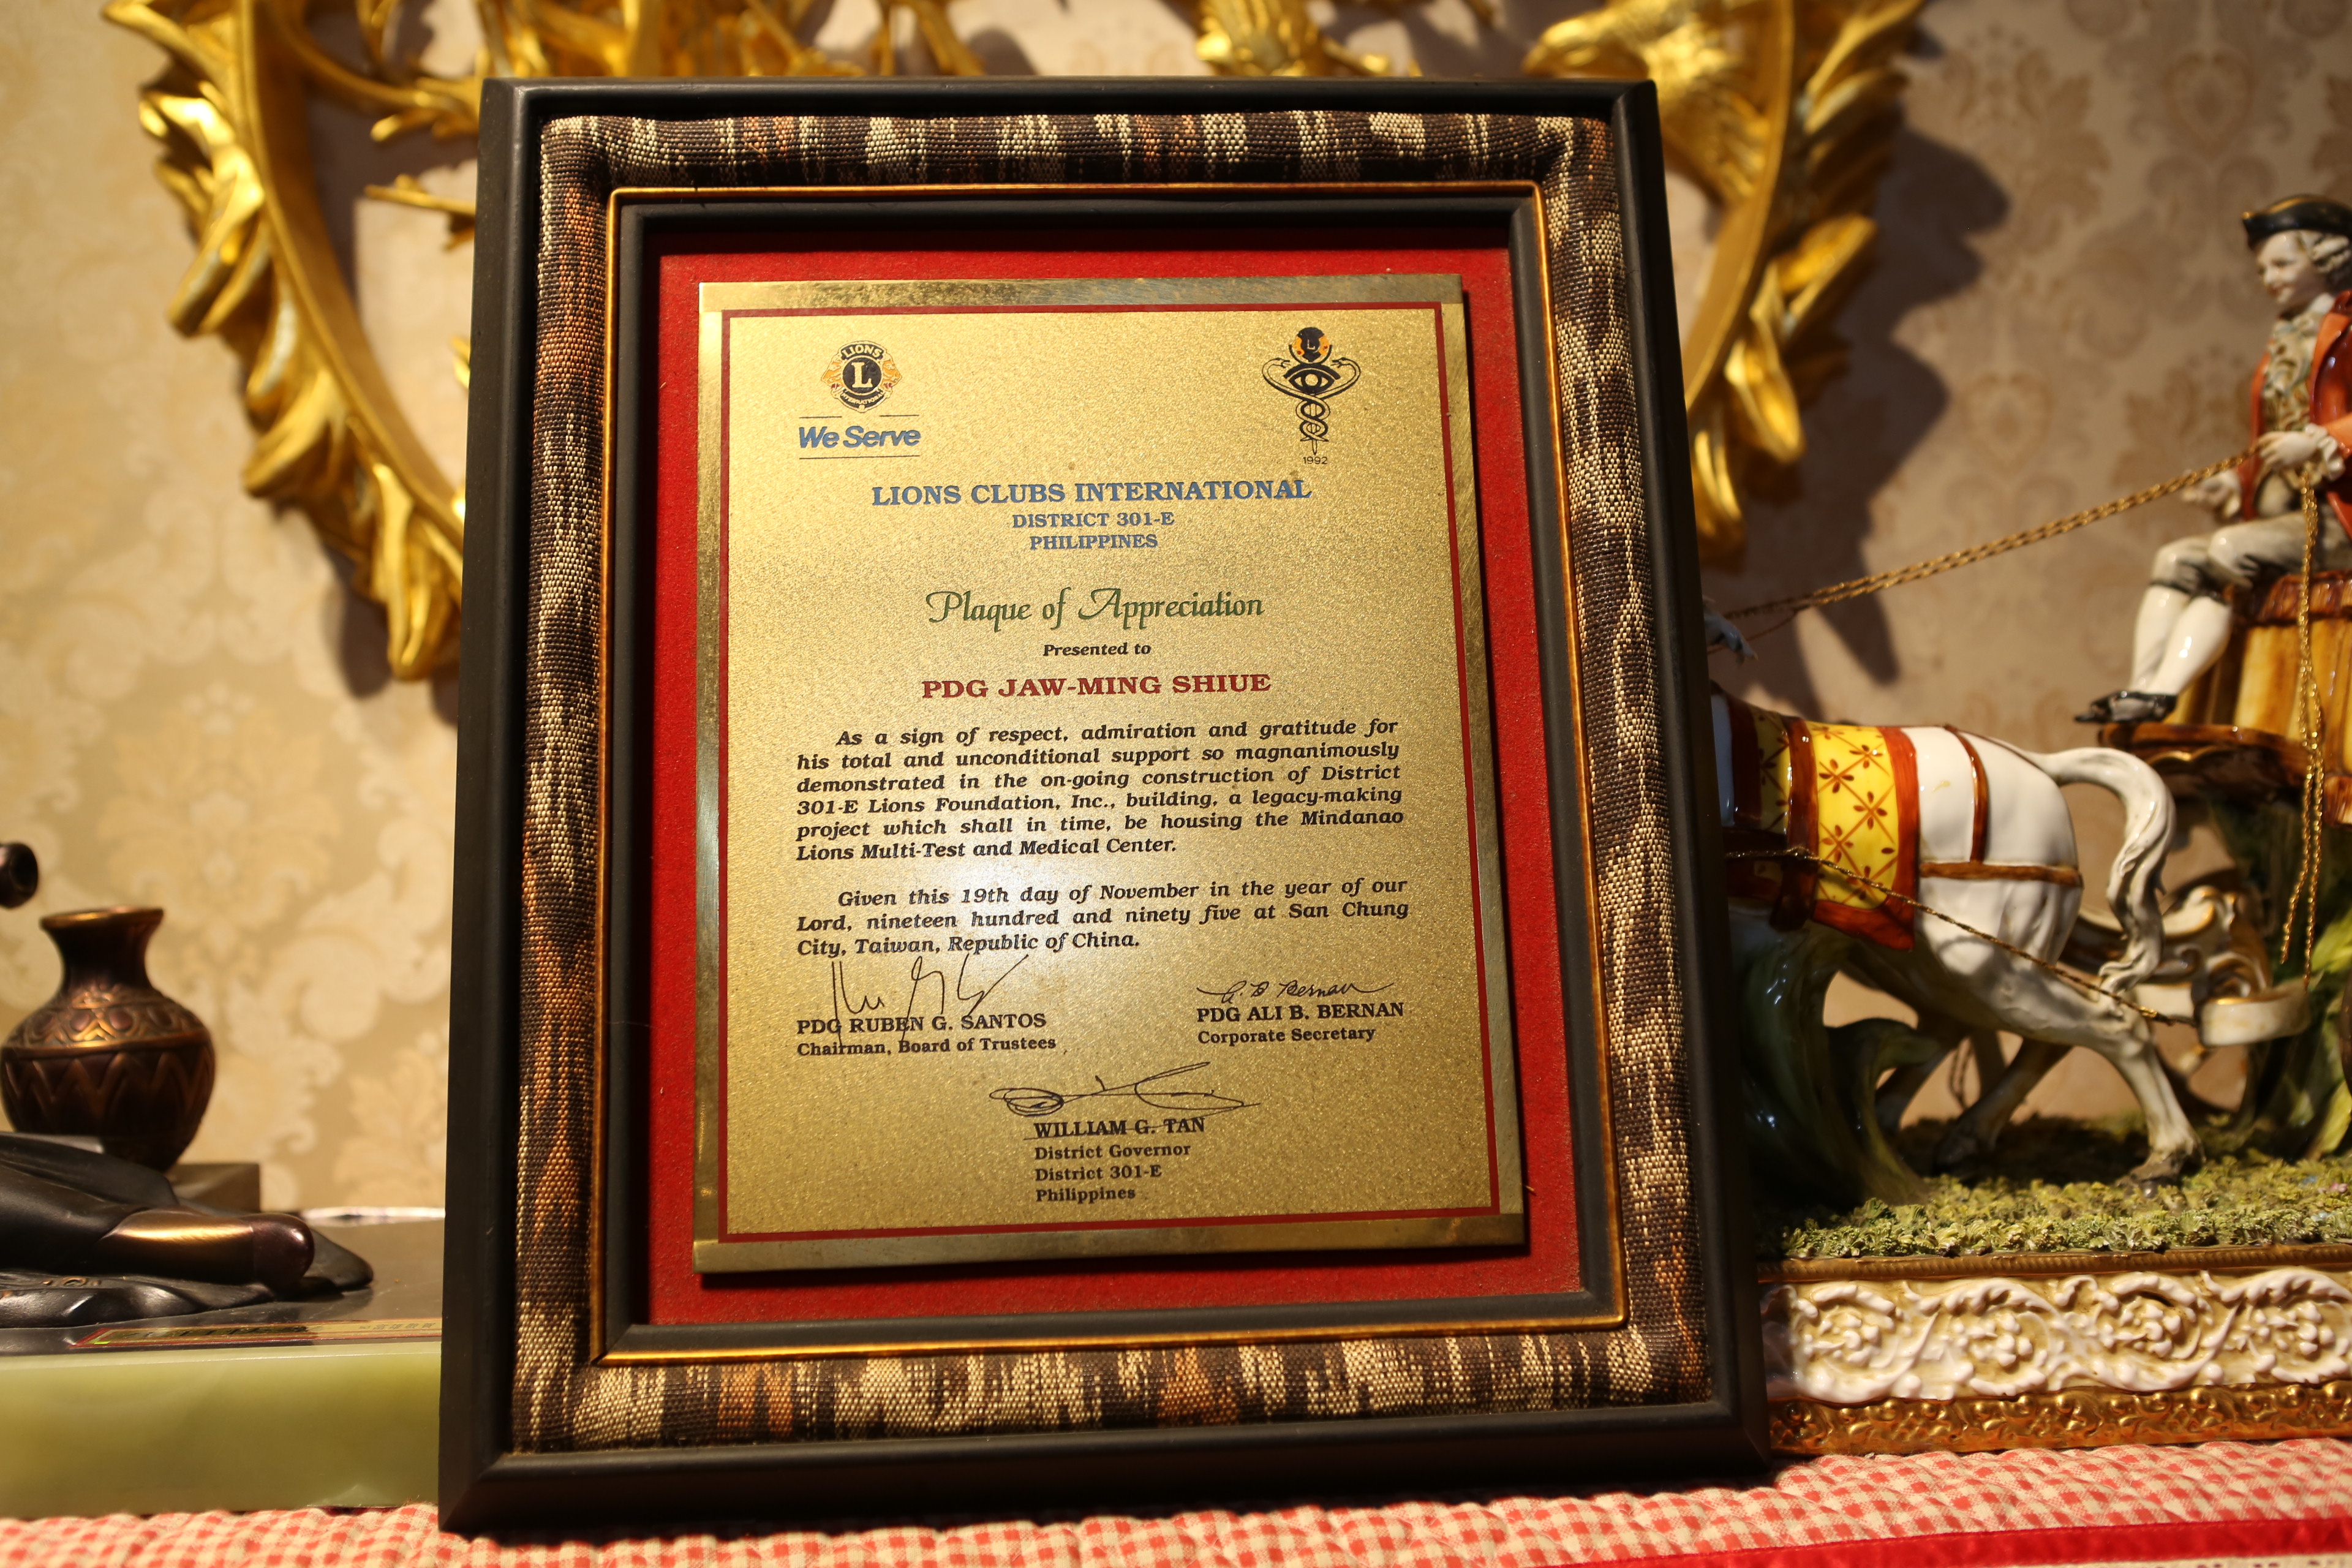 LIONS
L
INTERNATIONAL
We Serve
L
1992
LIONS CLUBS INTERNATIONAL
DISTRICT 301-E
PHILIPPINES
Plaque of Appreciation
Presented to
PDG JAW-MING SHIUE
As a sign of respect, admiration and gratitude for
his total and unconditional support so magnanimously
demonstrated in the on-going construction of District
301-E Lions Foundation, Inc., building, a legacy-making
project which shall in time, be housing the Mindanao
Lions Multi-Test and Medical Center.
Given this 19th day of November in the year of our
Lord, nineteen hundred and ninety five at San Chung
City, Taiwan, Republic of China.
PDG RUBEN G. SANTOS
Chairman, Board of Trustees
A. B Bernan
PDG ALI B. BERNAN
Corporate Secretary
WILLIAM G. TAN
District Governor
District 301-E
Philippines